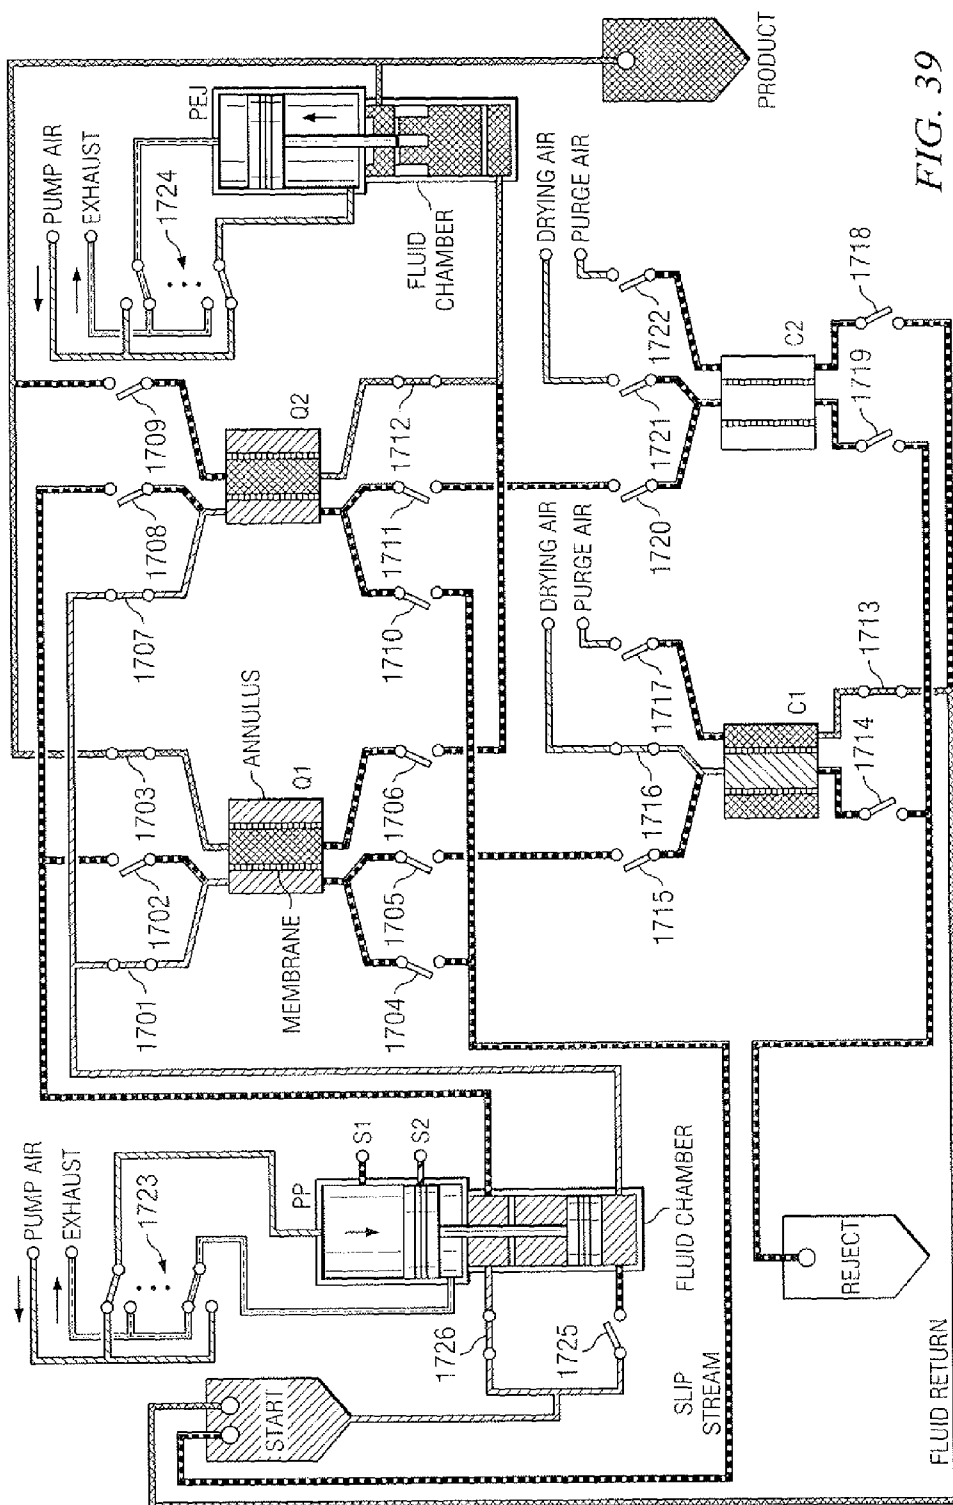 PUMP AIR
EXHAUST
1723
START
PP
S1
S2
1726
1725
FLUID CHAMBER
SLIP
STREAM
REJECT
FLUID RETURN
1701
1702
1703
ANNULUS
MEMBRANE
Q1
1704
1705
1706
1707
1708
1709
Q2
1710
1711
1712
PUMP AIR
EXHAUST
1724
PEJ
FLUID
CHAMBER
PRODUCT
DRYING AIR
PURGE AIR
1715
1716
1717
C1
1714
1713
DRYING AIR
PURGE AIR
1720
1721
1722
C2
1719
1718
FIG. 39